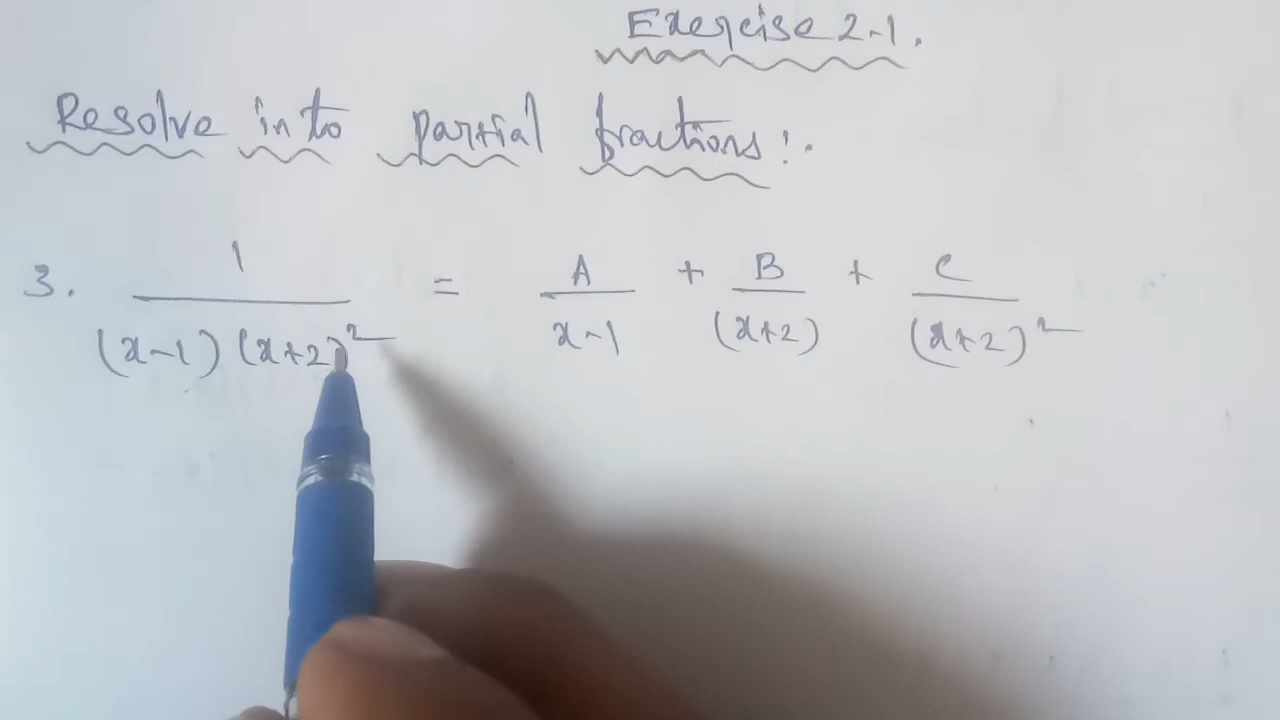 Exercise 2.1.
Resolve into partial fractions:.
3. 1 / (x-1) (x+2)² = A / x-1 + B / (x+2) + C / (x+2)²